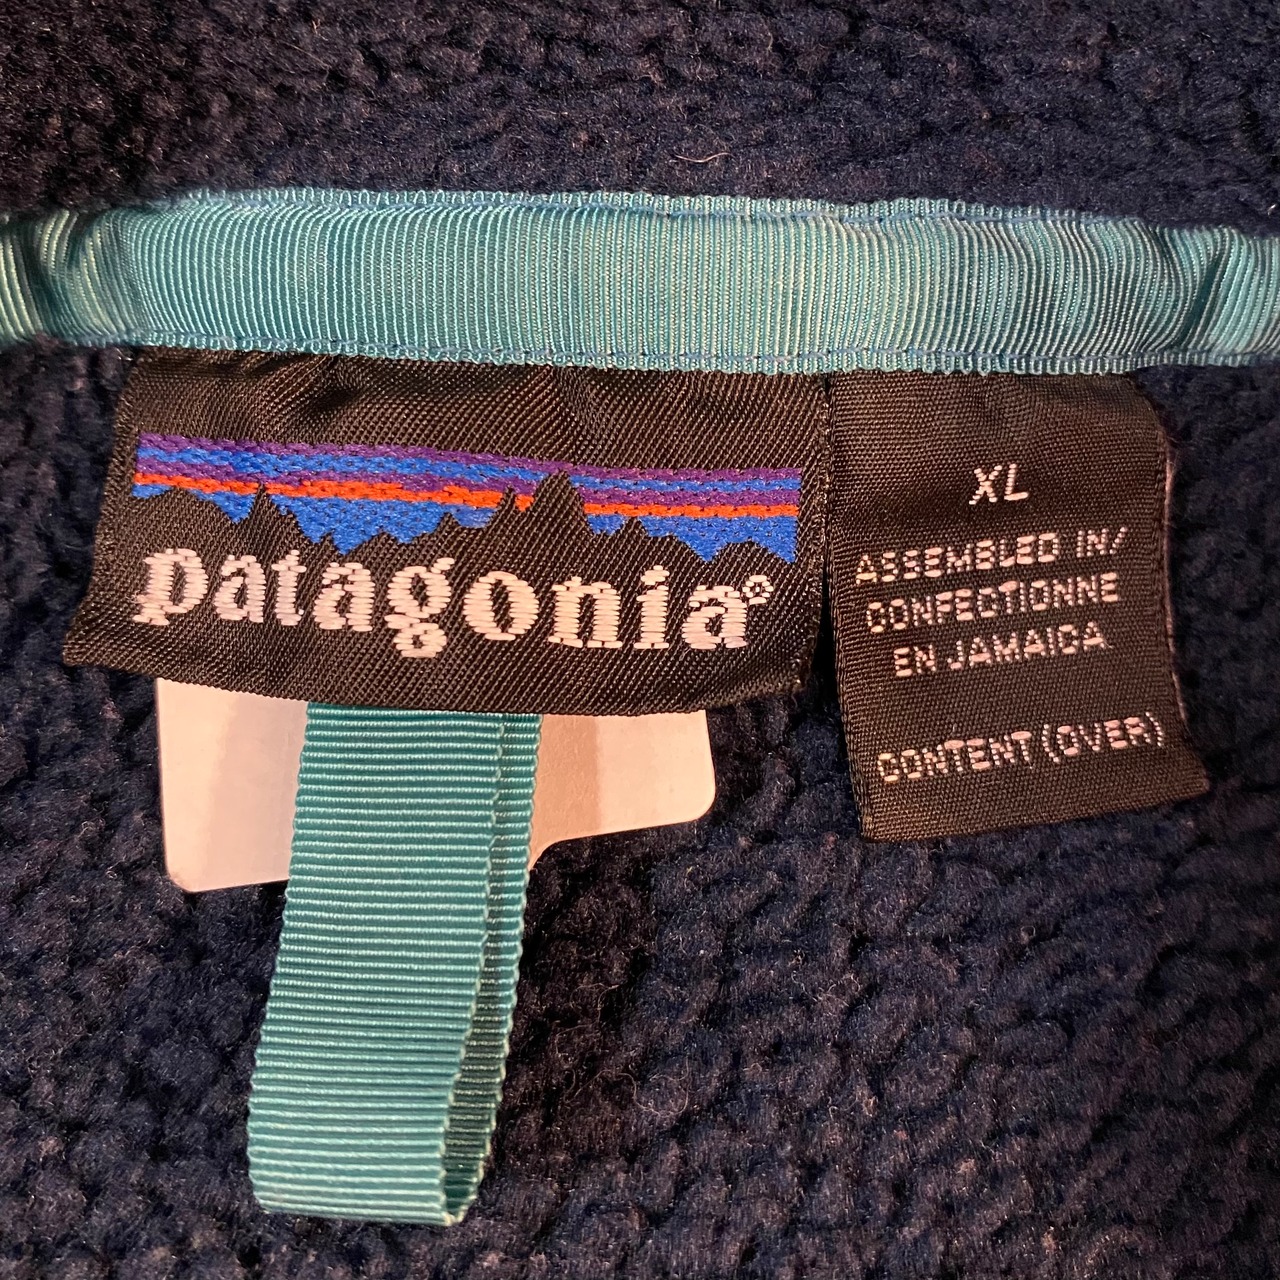 patagonia®
XL
ASSEMBLED IN/
CONFECTIONNE
EN JAMAICA
CONTENT (OVER)